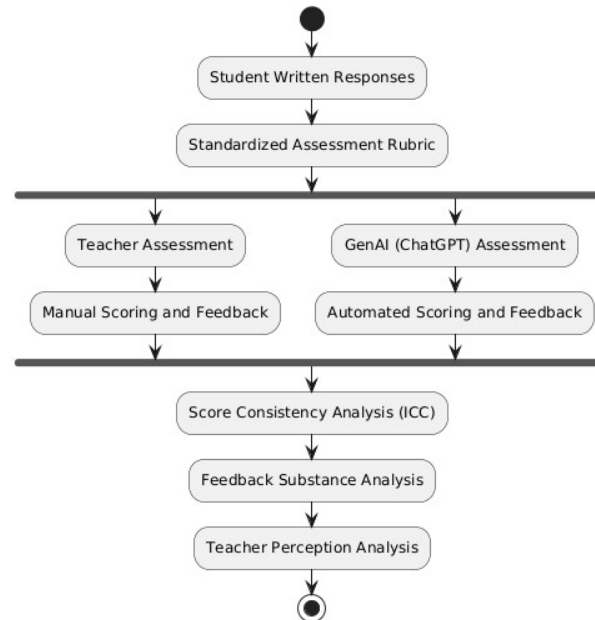 Student Written Responses
Standardized Assessment Rubric
Teacher Assessment
GenAI (ChatGPT) Assessment
Manual Scoring and Feedback
Automated Scoring and Feedback
Score Consistency Analysis (ICC)
Feedback Substance Analysis
Teacher Perception Analysis